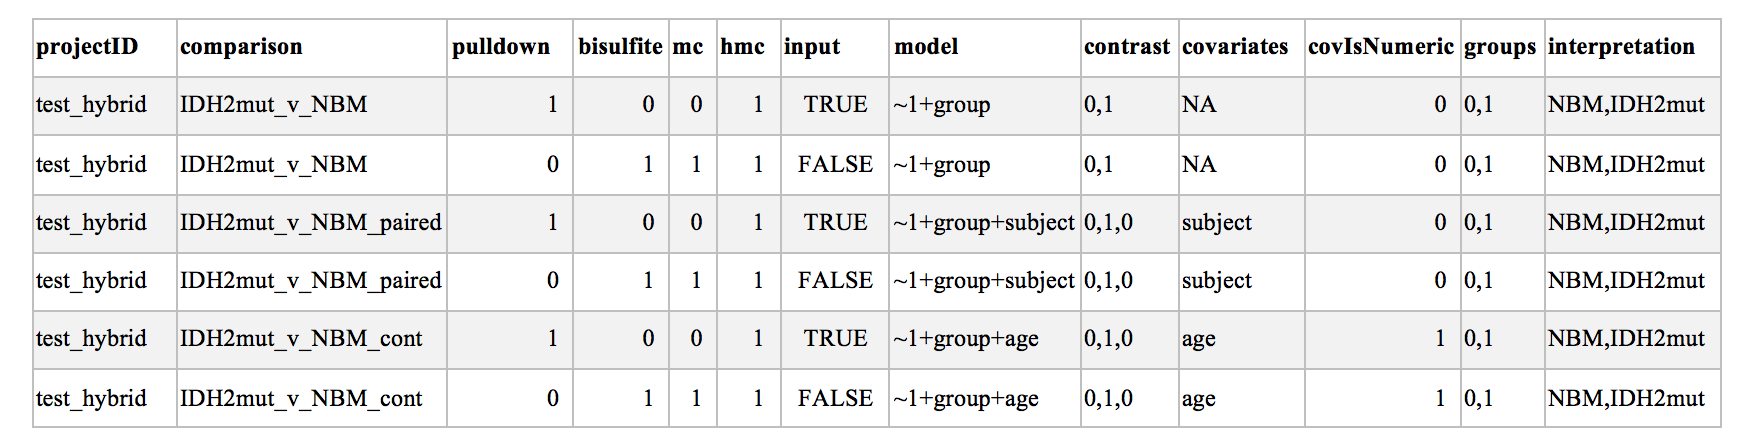 projectID comparison pulldown bisulfite mc hmc input model contrast covariates covIsNumeric groups interpretation
test_hybrid IDH2mut_v_NBM 1 0 0 1 TRUE ~1+group 0,1 NA 0 0,1 NBM,IDH2mut
test_hybrid IDH2mut_v_NBM 0 1 1 1 FALSE ~1+group 0,1 NA 0 0,1 NBM,IDH2mut
test_hybrid IDH2mut_v_NBM_paired 1 0 0 1 TRUE ~1+group+subject 0,1,0 subject 0 0,1 NBM,IDH2mut
test_hybrid IDH2mut_v_NBM_paired 0 1 1 1 FALSE ~1+group+subject 0,1,0 subject 0 0,1 NBM,IDH2mut
test_hybrid IDH2mut_v_NBM_cont 1 0 0 1 TRUE ~1+group+age 0,1,0 age 1 0,1 NBM,IDH2mut
test_hybrid IDH2mut_v_NBM_cont 0 1 1 1 FALSE ~1+group+age 0,1,0 age 1 0,1 NBM,IDH2mut